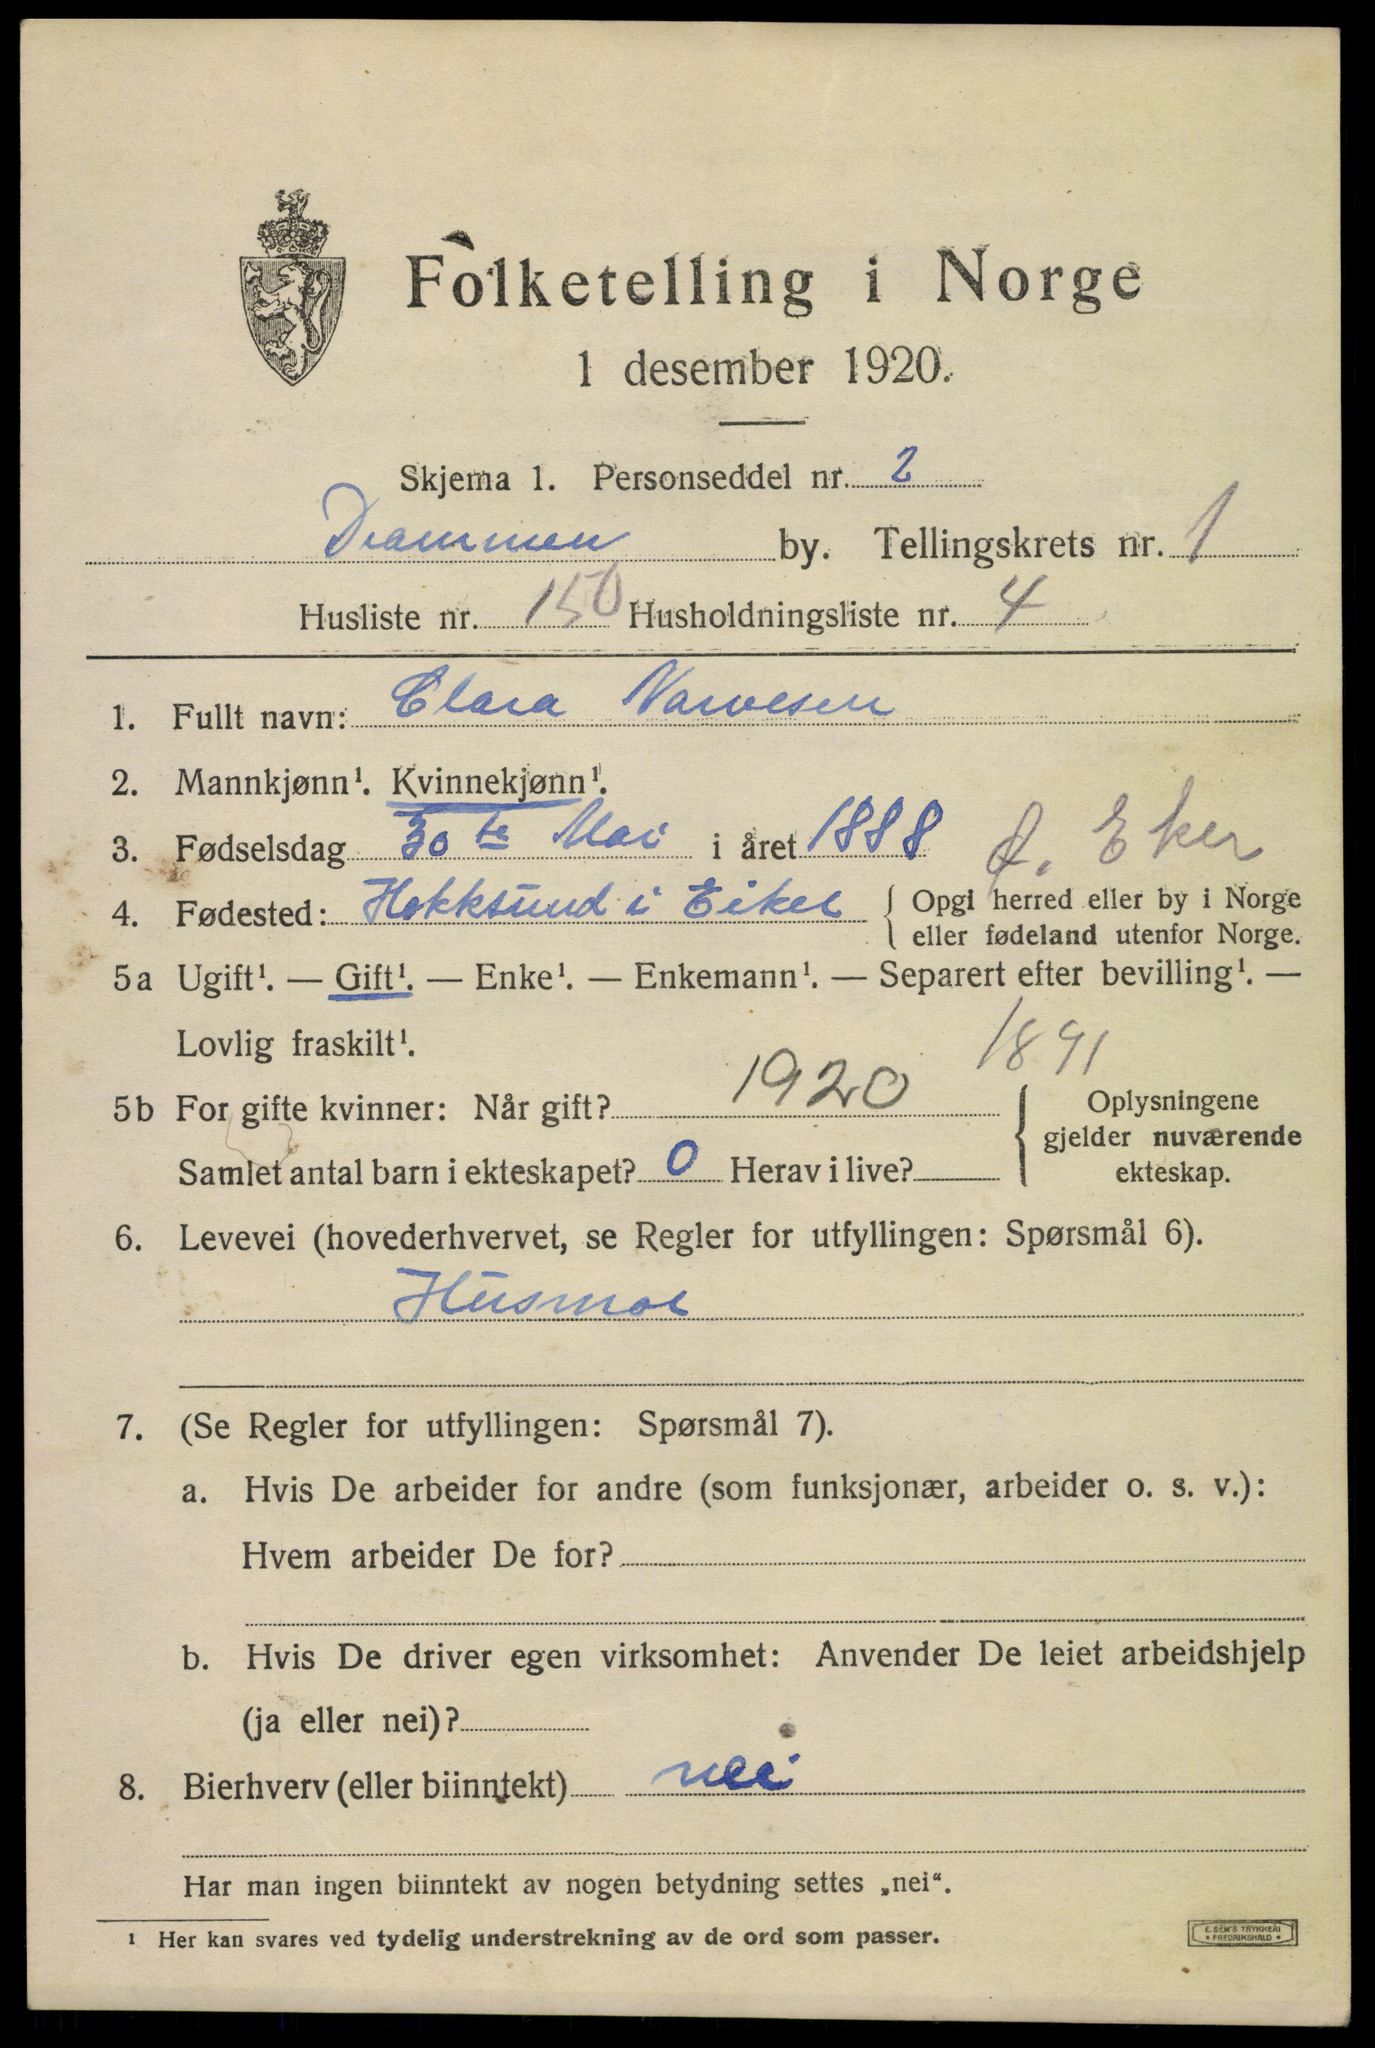 Folketelling i Norge
1 desember 1920.
Skjema 1. Personseddel nr. 2
Drammen by. Tellingskrets nr. 1
Husliste nr. 150 Husholdningsliste nr. 4
1. Fullt navn: Clara Narvesen
2. Mannkjønn¹. Kvinnekjønn¹.
3. Fødselsdag 30te Mai i året 1888 Ø. Eker
4. Fødested: Hokksund i Eiker { Opgi herred eller by i Norge
eller fødeland utenfor Norge.
5a Ugift¹. — Gift¹. — Enke¹. — Enkemann¹. — Separert efter bevilling¹. —
Lovlig fraskilt¹.
1891
5b For gifte kvinner: Når gift? 1920 { Oplysningene
gjelder nuværende
Samlet antal barn i ekteskapet? 0 Herav i live?
ekteskap.
6. Levevei (hovederhvervet, se Regler for utfyllingen: Spørsmål 6).
Husmor
7. (Se Regler for utfyllingen: Spørsmål 7).
a. Hvis De arbeider for andre (som funksjonær, arbeider o. s. v.):
Hvem arbeider De for?
b. Hvis De driver egen virksomhet: Anvender De leiet arbeidshjelp
(ja eller nei)?
8. Bierhverv (eller biinntekt) nei
Har man ingen biinntekt av nogen betydning settes „nei“.
¹ Her kan svares ved tydelig understrekning av de ord som passer.
E. SEM'S TRYKKERI
* FREDRIKSHALD *